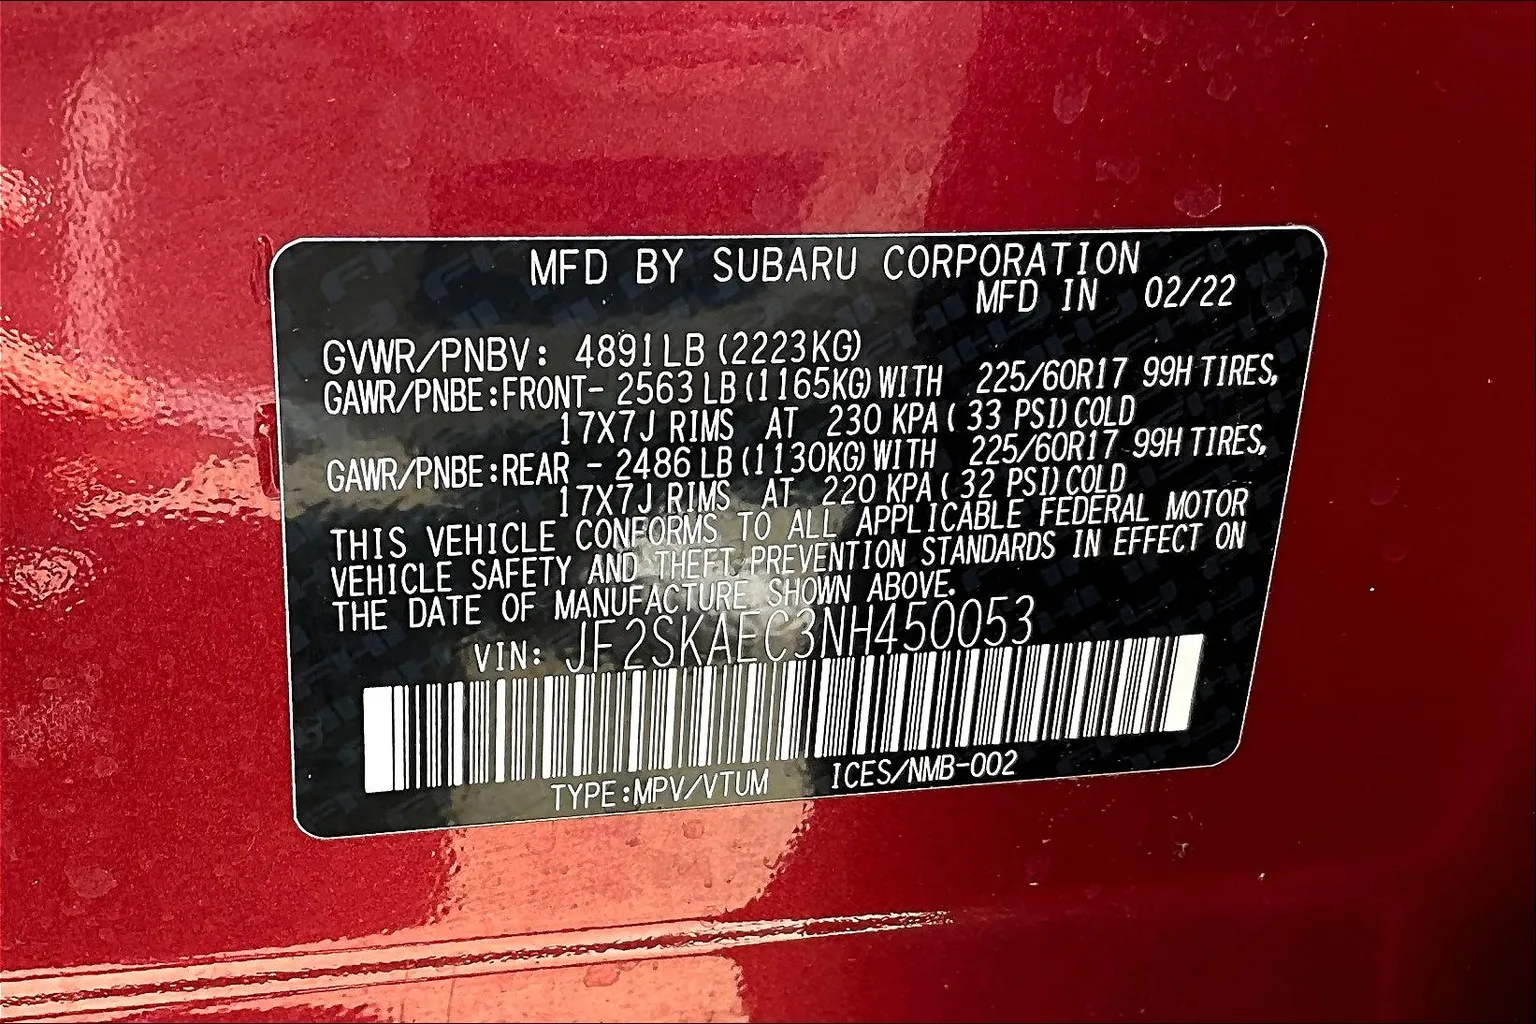 MFD BY SUBARU CORPORATION
MFD IN 02/22
GVWR/PNBV: 4891LB (2223KG)
GAWR/PNBE:FRONT- 2563 LB (1165KG) WITH 225/60R17 99H TIRES,
17X7J RIMS AT 230 KPA( 33 PSI) COLD
GAWR/PNBE:REAR - 2486 LB (1130KG) WITH 225/60R17 99H TIRES,
17X7J RIMS AT 220 KPA( 32 PSI) COLD
THIS VEHICLE CONFORMS TO ALL APPLICABLE FEDERAL MOTOR
VEHICLE SAFETY AND THEFT PREVENTION STANDARDS IN EFFECT ON
THE DATE OF MANUFACTURE SHOWN ABOVE.
VIN: JF2SKAEC3NH450053
TYPE:MPV/VTUM ICES/NMB-002